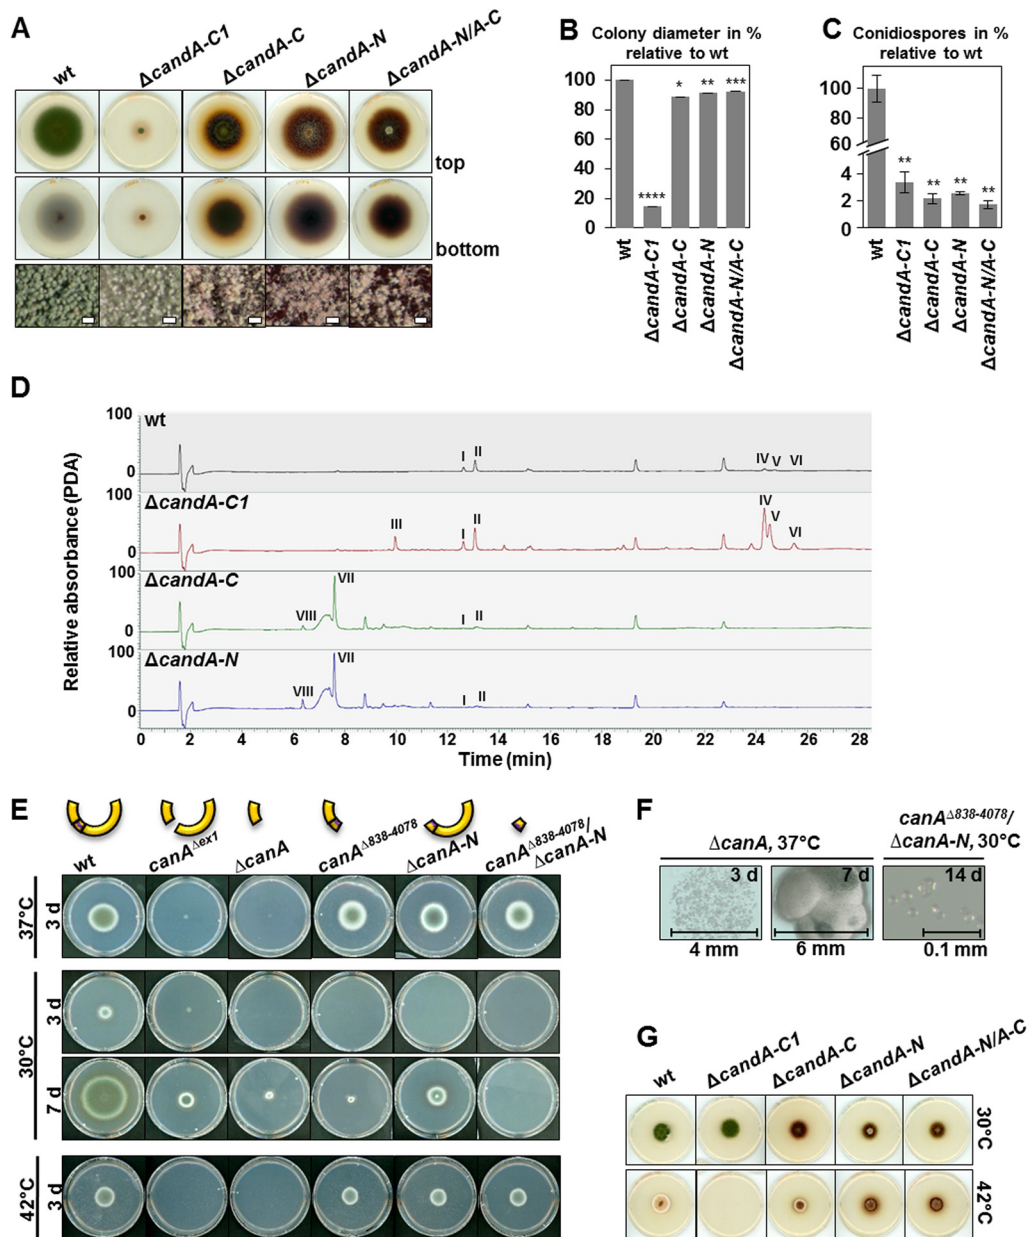 A
wt
ΔcandA-C1
ΔcandA-C
ΔcandA-N
ΔcandA-N/A-C
top
bottom
B
Colony diameter in %
relative to wt
100
80
60
40
20
0
*
**
***
****
wt
ΔcandA-C1
ΔcandA-C
ΔcandA-N
ΔcandA-N/A-C
C
Conidiospores in %
relative to wt
100
80
60
4
2
0
**
**
**
**
wt
ΔcandA-C1
ΔcandA-C
ΔcandA-N
ΔcandA-N/A-C
D
Relative absorbance (PDA)
100
0
wt
I
II
IV
V
VI
100
0
ΔcandA-C1
III
I
II
IV
V
VI
100
0
ΔcandA-C
VIII
VII
I
II
100
0
ΔcandA-N
VIII
VII
I
II
0 2 4 6 8 10 12 14 16 18 20 22 24 26 28
Time (min)
E
wt
canA^Δex1
ΔcanA
canA^Δ838-4078
ΔcanA-N
canA^Δ838-4078/
ΔcanA-N
37°C
3 d
30°C
3 d
7 d
42°C
3 d
F
ΔcanA, 37°C
canA^Δ838-4078/
ΔcanA-N, 30°C
3 d
7 d
14 d
4 mm
6 mm
0.1 mm
G
wt
ΔcandA-C1
ΔcandA-C
ΔcandA-N
ΔcandA-N/A-C
30°C
42°C